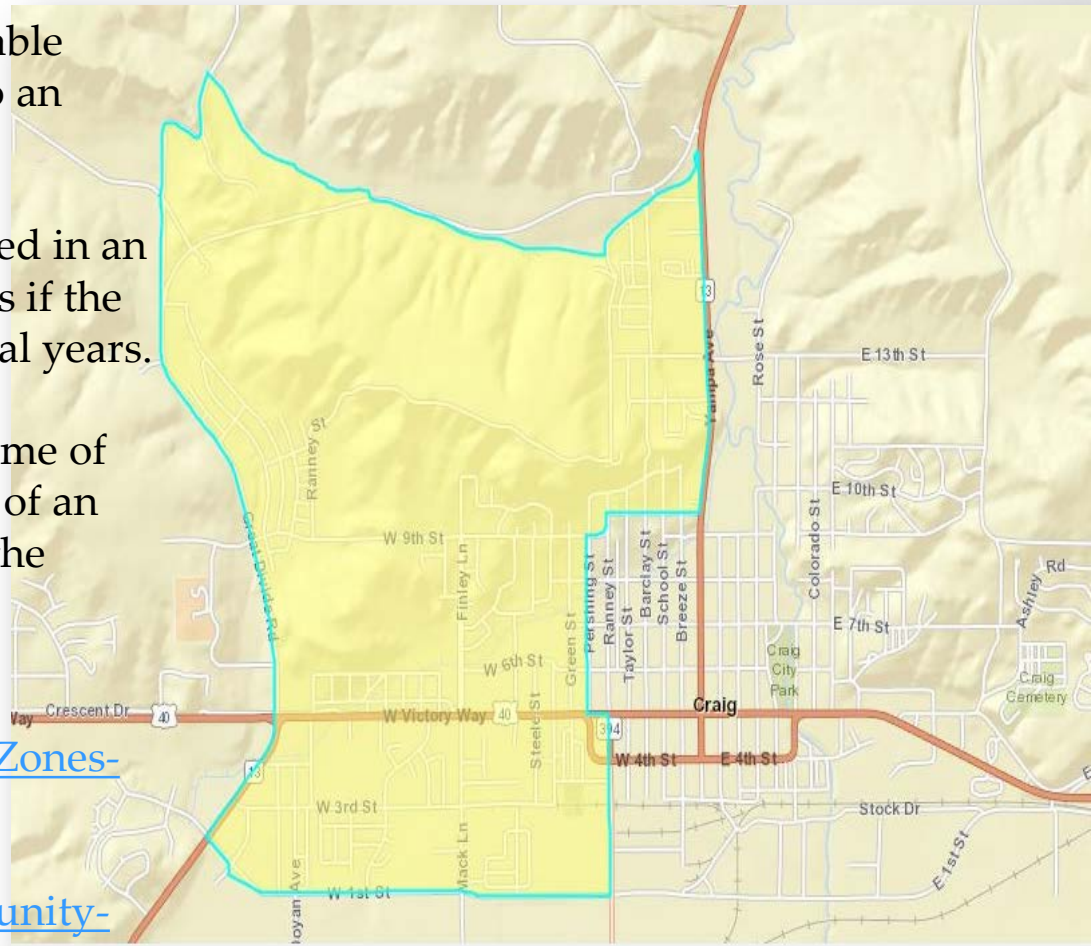 able
o an
ed in an
s if the
al years.
me of
of an
he
Zones-
unity-
13
Yampa Ave
Rose St
E 13th St
Ranney St
E 10th St
Colorado St
W 9th St
Great Divide Rd
Finley Ln
Green St
Pershing St
Ranney St
Taylor St
Barclay St
School St
Breeze St
Ashley Rd
E 7th St
W 6th St
Craig
City
Park
Craig
Cemetery
Way
Crescent Dr
40
W Victory Way
40
Steele St
Craig
394
W 4th St
E 4th St
13
W 3rd St
Mack Ln
Stock Dr
E 1st St
W 1st St
oyan Ave
E